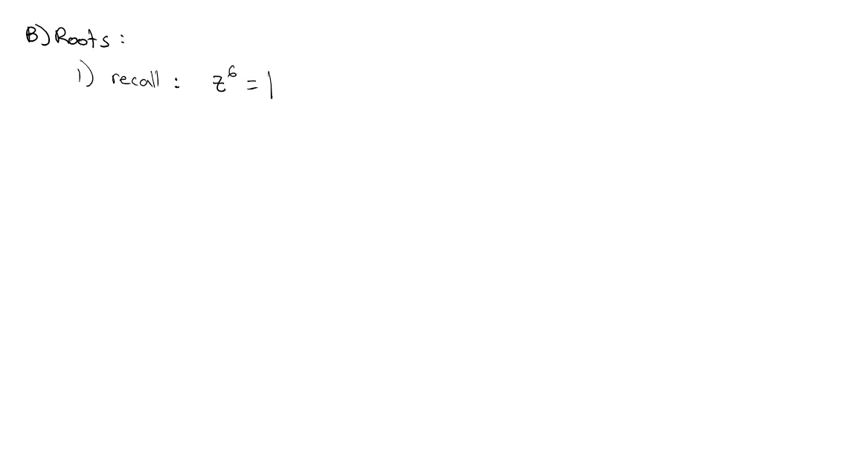 B) Roots:
1) recall: z⁶ = 1